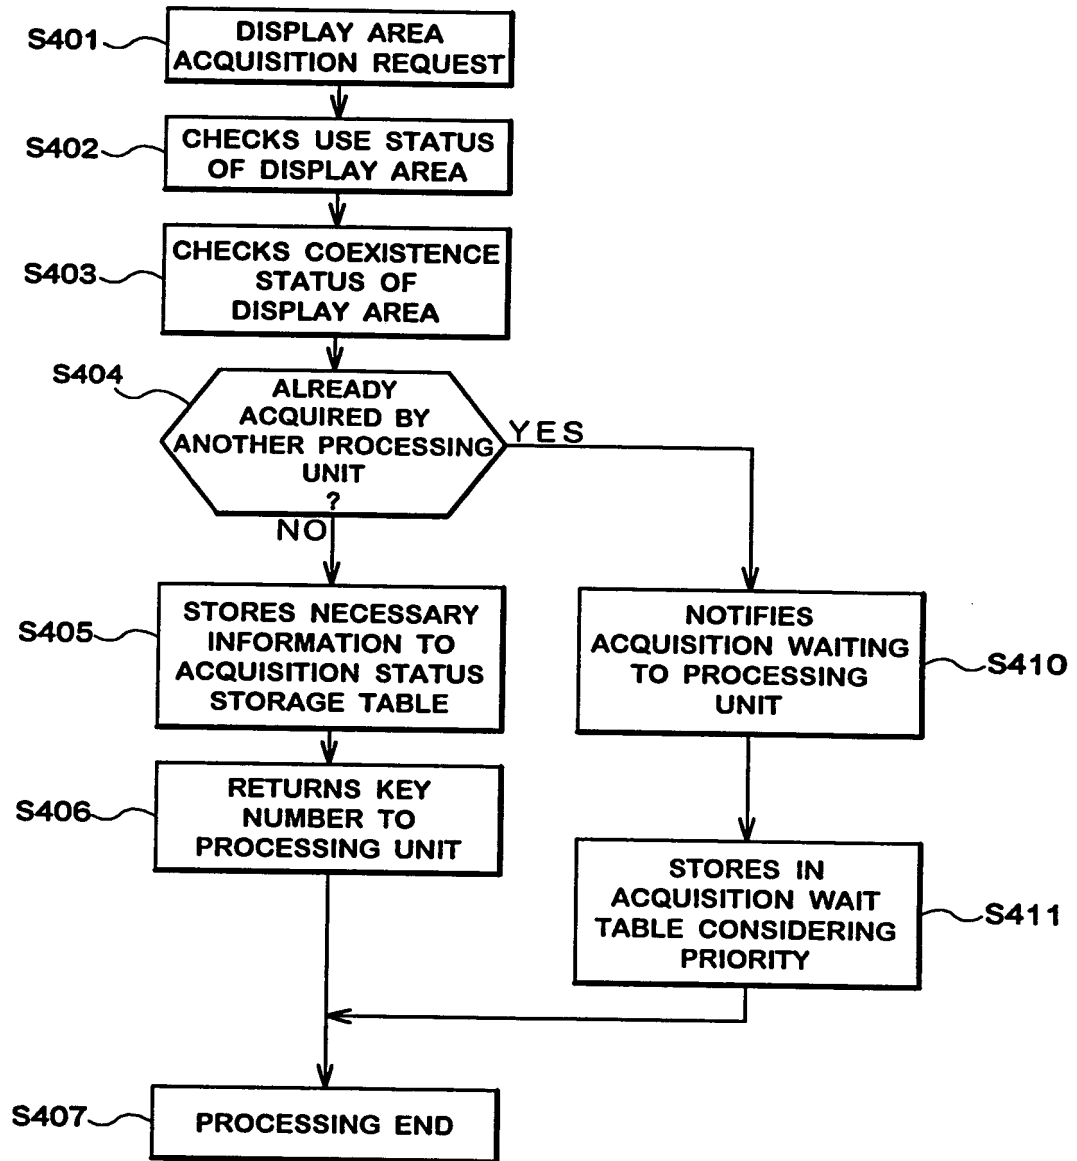 S401
DISPLAY AREA
ACQUISITION REQUEST
S402
CHECKS USE STATUS
OF DISPLAY AREA
S403
CHECKS COEXISTENCE
STATUS OF
DISPLAY AREA
S404
ALREADY
ACQUIRED BY
ANOTHER PROCESSING
UNIT
?
YES
NO
S405
STORES NECESSARY
INFORMATION TO
ACQUISITION STATUS
STORAGE TABLE
NOTIFIES
ACQUISITION WAITING
TO PROCESSING
UNIT
S410
S406
RETURNS KEY
NUMBER TO
PROCESSING UNIT
STORES IN
ACQUISITION WAIT
TABLE CONSIDERING
PRIORITY
S411
S407
PROCESSING END